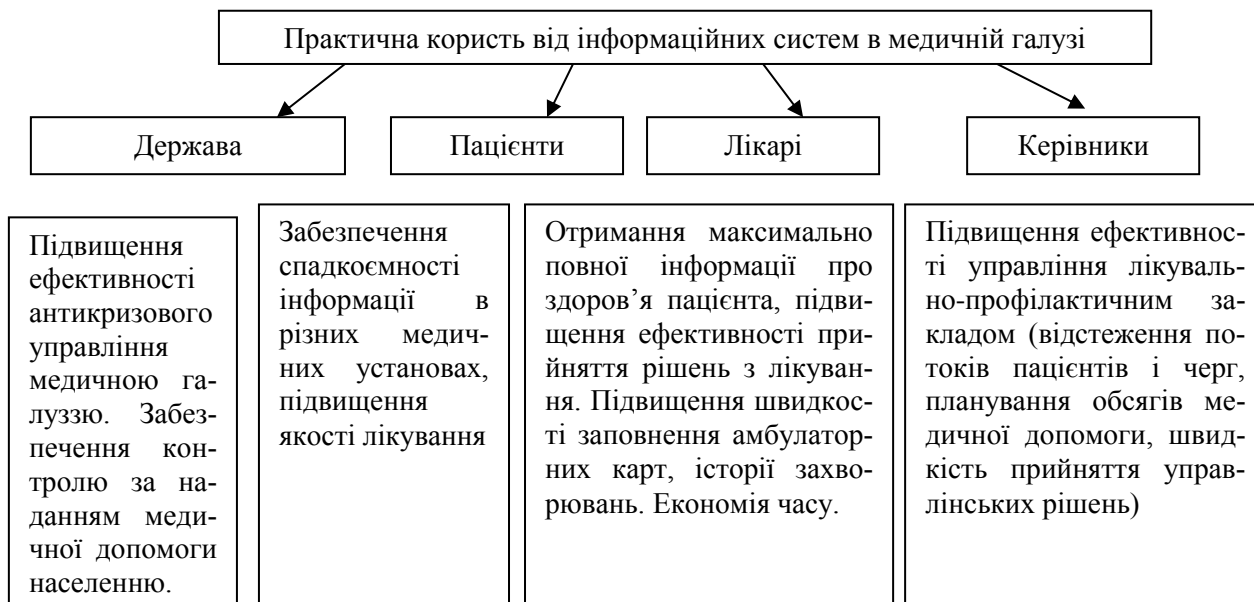 Практична користь від інформаційних систем в медичній галузі
Держава
Пацієнти
Лікарі
Керівники
Підвищення
ефективності
антикризового
управління
медичною га-
луззю. Забез-
печення кон-
тролю за на-
данням меди-
чної допомоги
населенню.
Забезпечення
спадкоємності
інформації в
різних медич-
них установах,
підвищення
якості лікування
Отримання максимально
повної інформації про
здоров’я пацієнта, підви-
щення ефективності при-
йняття рішень з лікуван-
ня. Підвищення швидкос-
ті заповнення амбулатор-
них карт, історії захво-
рювань. Економія часу.
Підвищення ефективнос-
ті управління лікуваль-
но-профілактичним за-
кладом (відстеження по-
токів пацієнтів і черг,
планування обсягів ме-
дичної допомоги, швид-
кість прийняття управ-
лінських рішень)